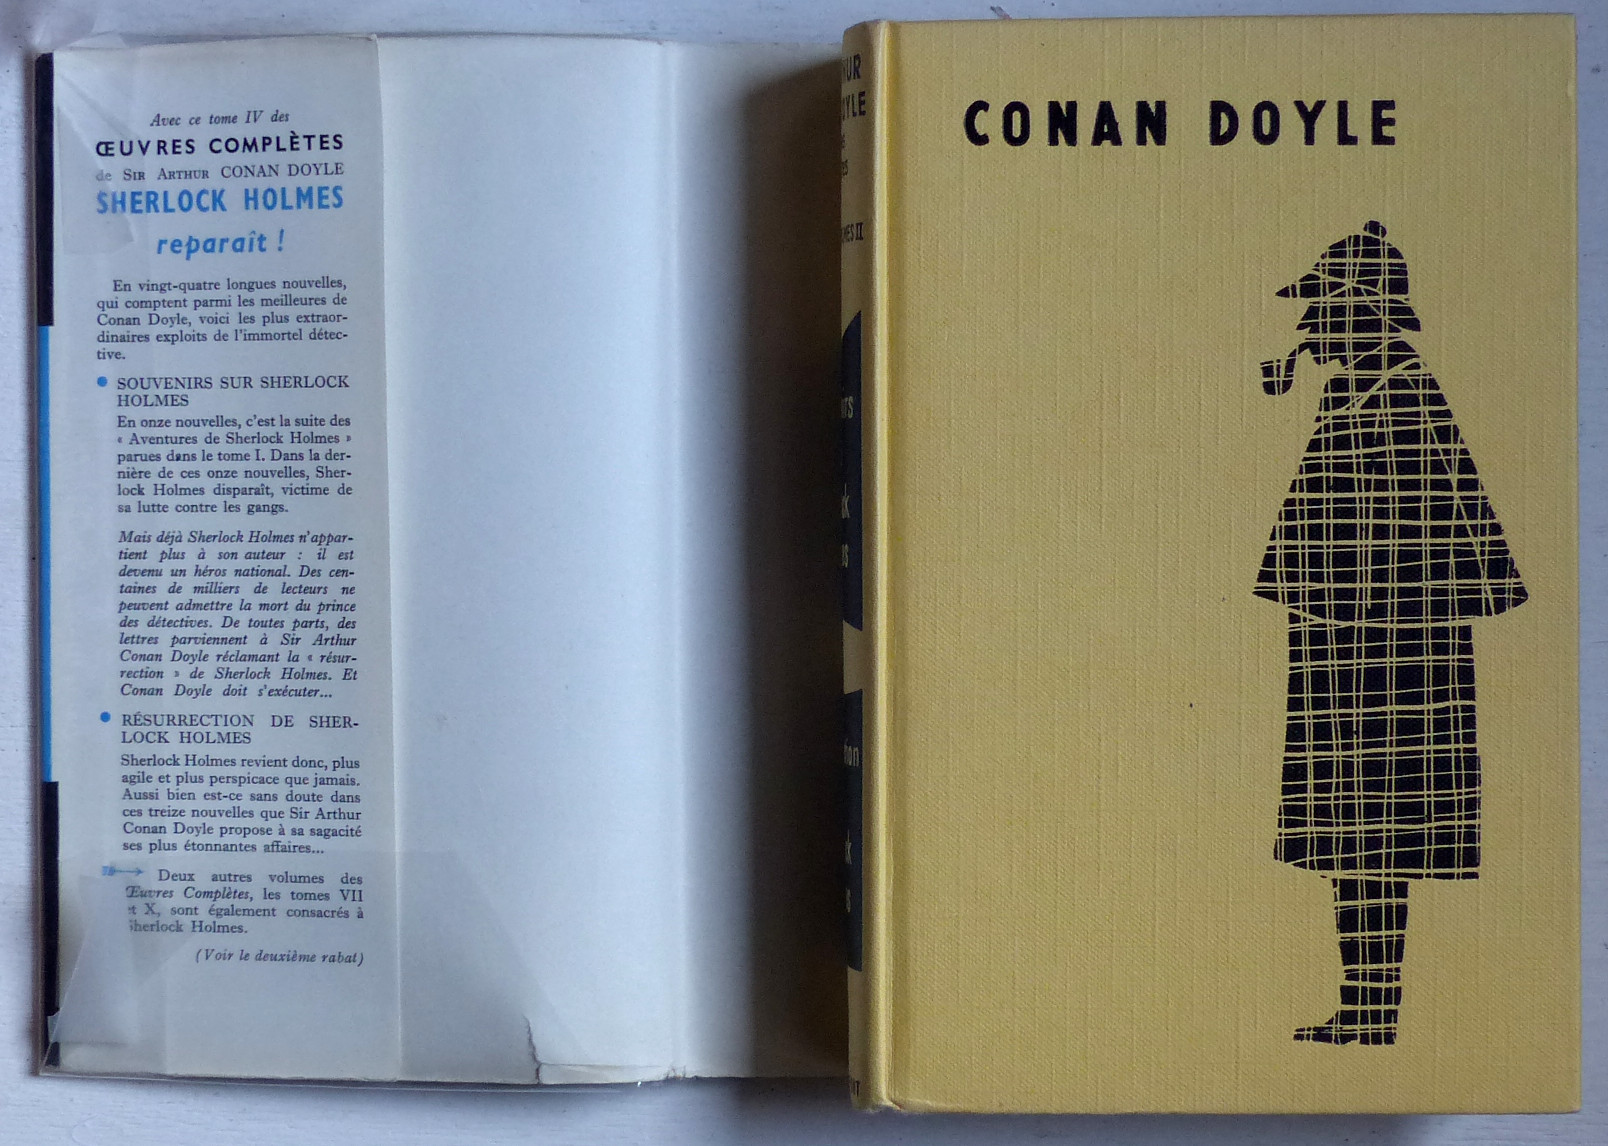 Avec ce tome IV des
ŒUVRES COMPLÈTES
de SIR ARTHUR CONAN DOYLE
SHERLOCK HOLMES
reparaît !
En vingt-quatre longues nouvelles,
qui comptent parmi les meilleures de
Conan Doyle, voici les plus extraor-
dinaires exploits de l'immortel détec-
tive.
• SOUVENIRS SUR SHERLOCK
HOLMES
En onze nouvelles, c'est la suite des
« Aventures de Sherlock Holmes »
parues dans le tome I. Dans la der-
nière de ces onze nouvelles, Sher-
lock Holmes disparaît, victime de
sa lutte contre les gangs.
Mais déjà Sherlock Holmes n'appar-
tient plus à son auteur : il est
devenu un héros national. Des cen-
taines de milliers de lecteurs ne
peuvent admettre la mort du prince
des détectives. De toutes parts, des
lettres parviennent à Sir Arthur
Conan Doyle réclamant la « résur-
rection » de Sherlock Holmes. Et
Conan Doyle doit s'exécuter...
• RÉSURRECTION DE SHER-
LOCK HOLMES
Sherlock Holmes revient donc, plus
agile et plus perspicace que jamais.
Aussi bien est-ce sans doute dans
ces treize nouvelles que Sir Arthur
Conan Doyle propose à sa sagacité
ses plus étonnantes affaires...
Deux autres volumes des
Œuvres Complètes, les tomes VII
et X, sont également consacrés à
Sherlock Holmes.
(Voir le deuxième rabat)
CONAN DOYLE